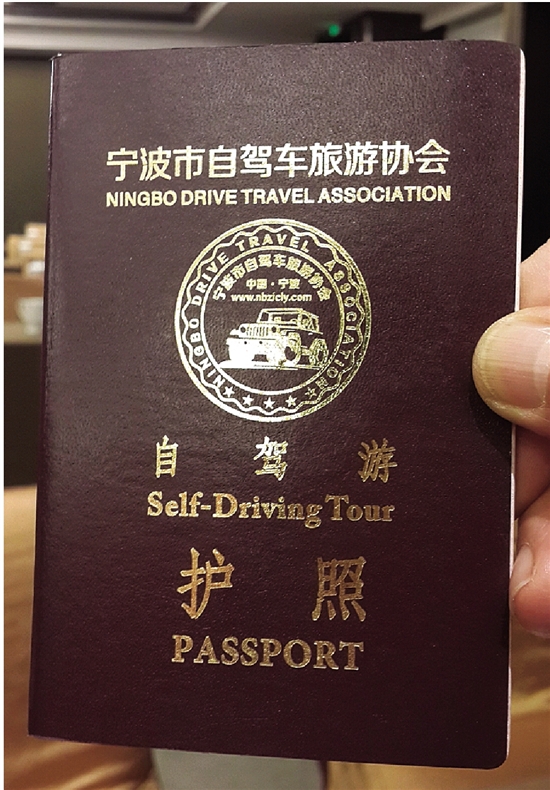 宁波市自驾车旅游协会
NINGBO DRIVE TRAVEL ASSOCIATION
NINGBO DRIVE TRAVEL ASSOCIATION
宁波市自驾车旅游协会
中国·宁波
www.nbzjcly.com
自驾游
Self-Driving Tour
护照
PASSPORT